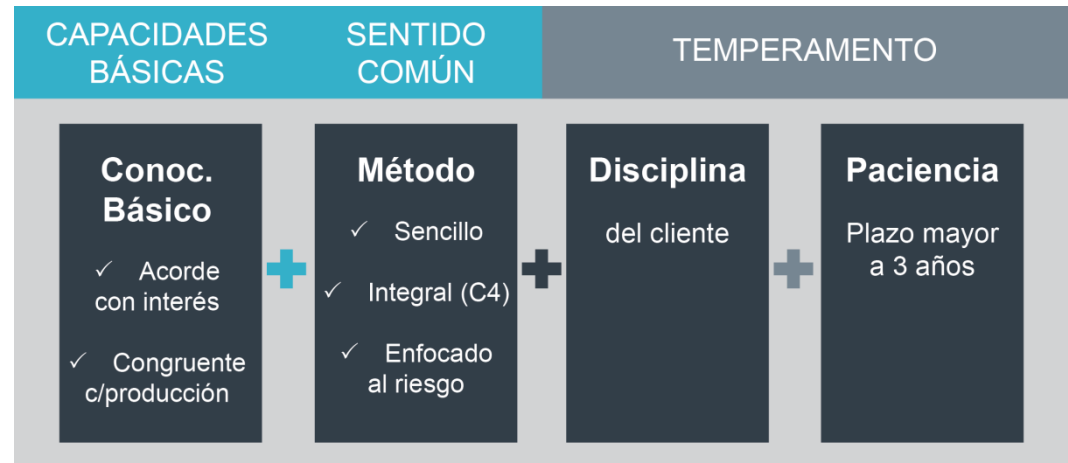 CAPACIDADES
BÁSICAS
SENTIDO
COMÚN
TEMPERAMENTO
Conoc.
Básico
✓ Acorde
con interés
✓ Congruente
c/producción
Método
✓ Sencillo
✓ Integral (C4)
✓ Enfocado
al riesgo
Disciplina
del cliente
Paciencia
Plazo mayor
a 3 años